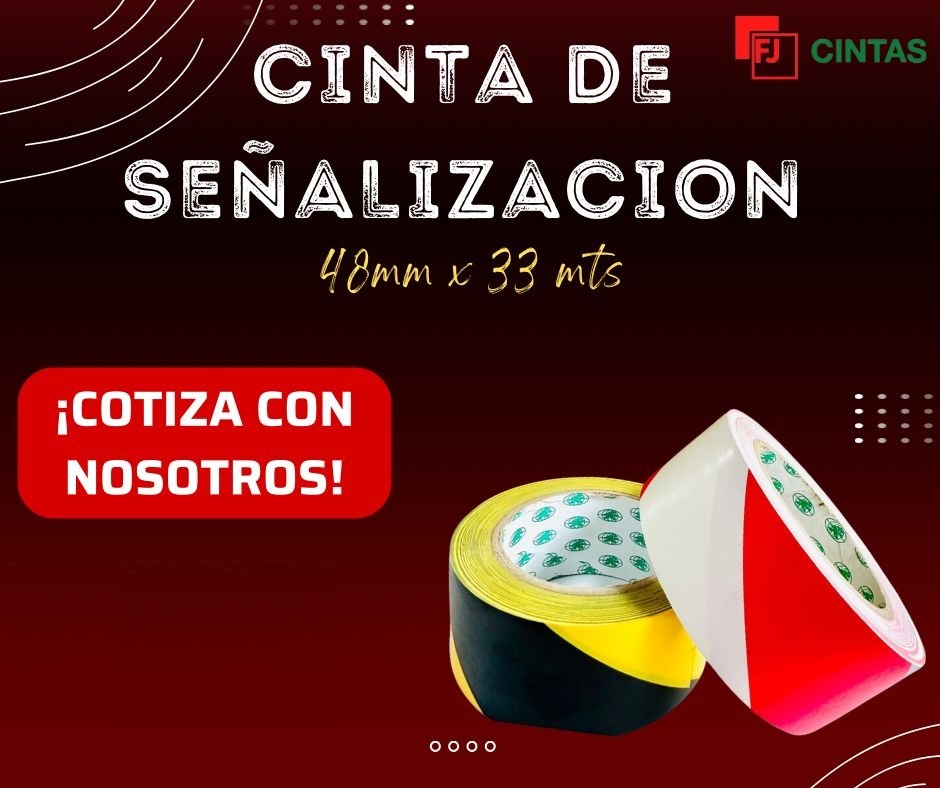 FJ CINTAS
CINTA DE
SEÑALIZACION
48mm x 33 mts
¡COTIZA CON
NOSOTROS!